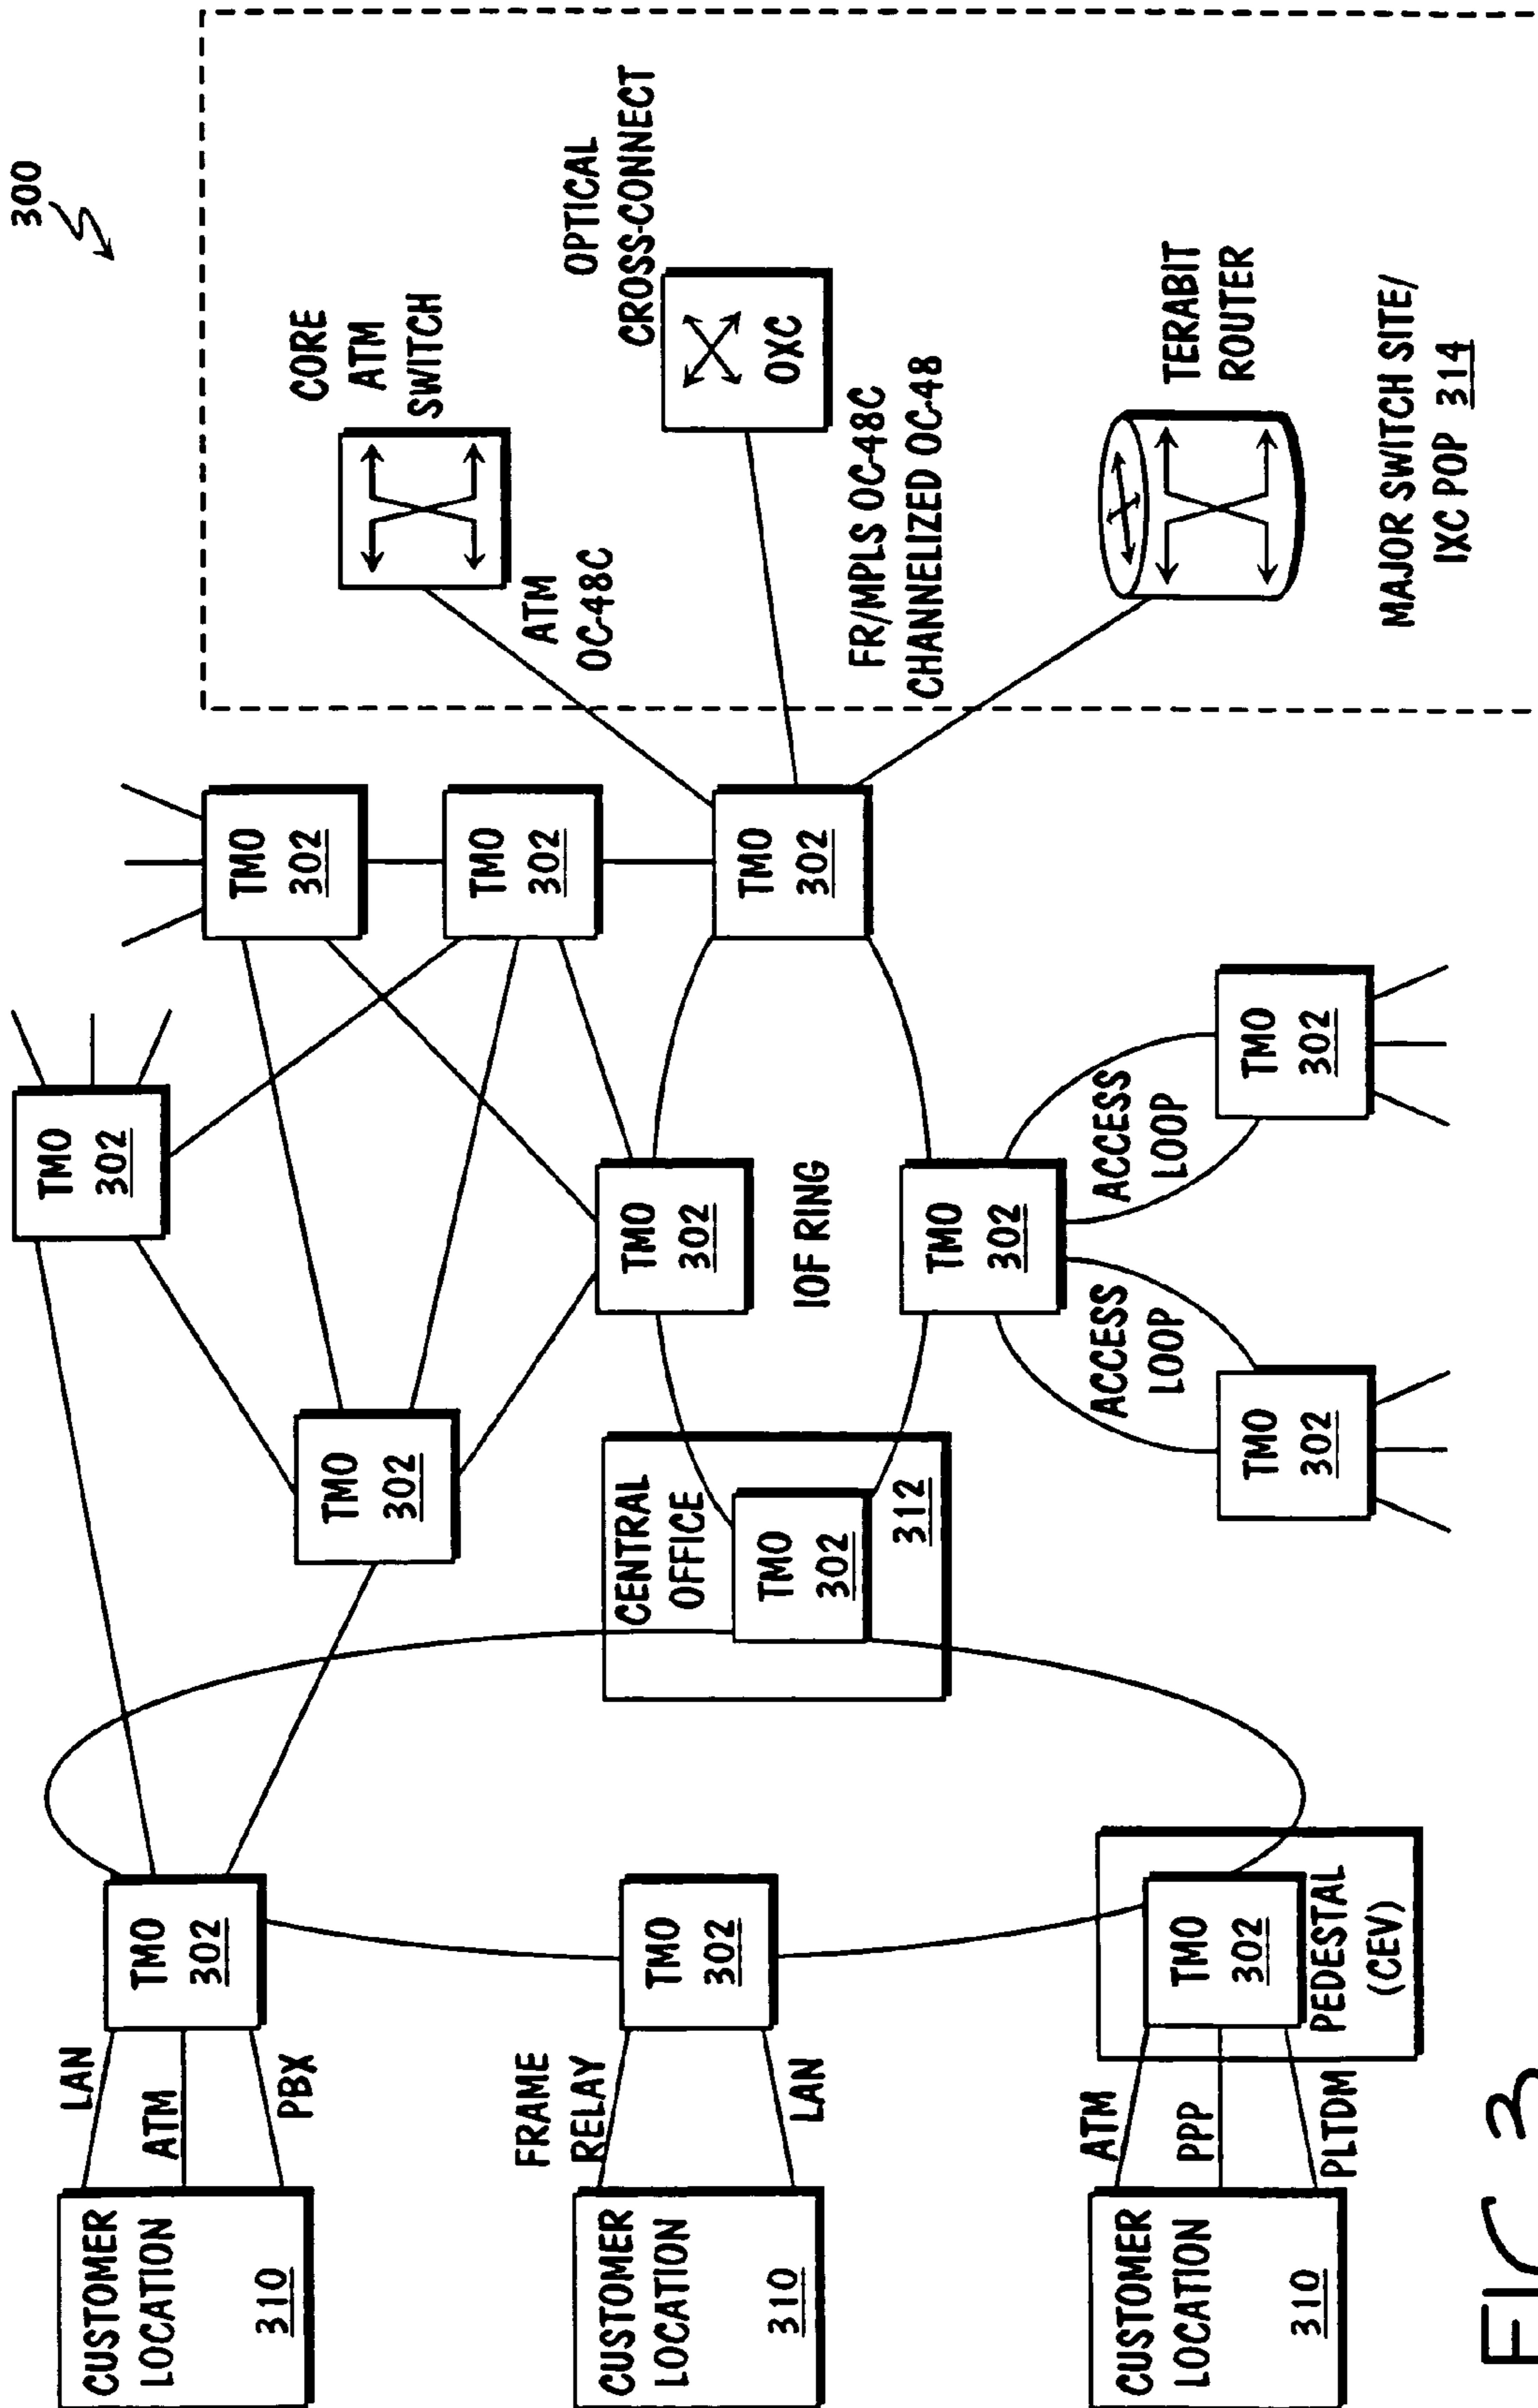 300
CORE
ATM
SWITCH
ATM
OC-48C
OPTICAL
CROSS-CONNECT
OXC
FR/MPLS OC-48C
CHANNELIZED OC-48
TERABIT
ROUTER
MAJOR SWITCH SITE/
IXC POP 314
TMO
302
TMO
302
TMO
302
TMO
302
TMO
302
TMO
302
IOF RING
TMO
302
ACCESS
LOOP
ACCESS
LOOP
TMO
302
TMO
302
CENTRAL
OFFICE
TMO
302
312
TMO
302
TMO
302
TMO
302
PEDESTAL
(CEV)
LAN
ATM
PBX
FRAME
RELAY
LAN
ATM
PPP
PLTDM
CUSTOMER
LOCATION
310
CUSTOMER
LOCATION
310
CUSTOMER
LOCATION
310
FIG 3